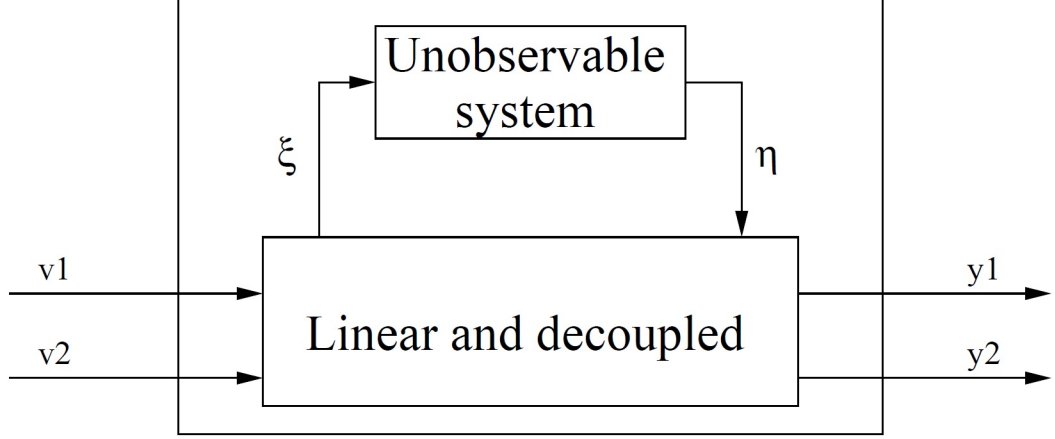 Unobservable
system
ξ
η
v1
y1
Linear and decoupled
v2
y2